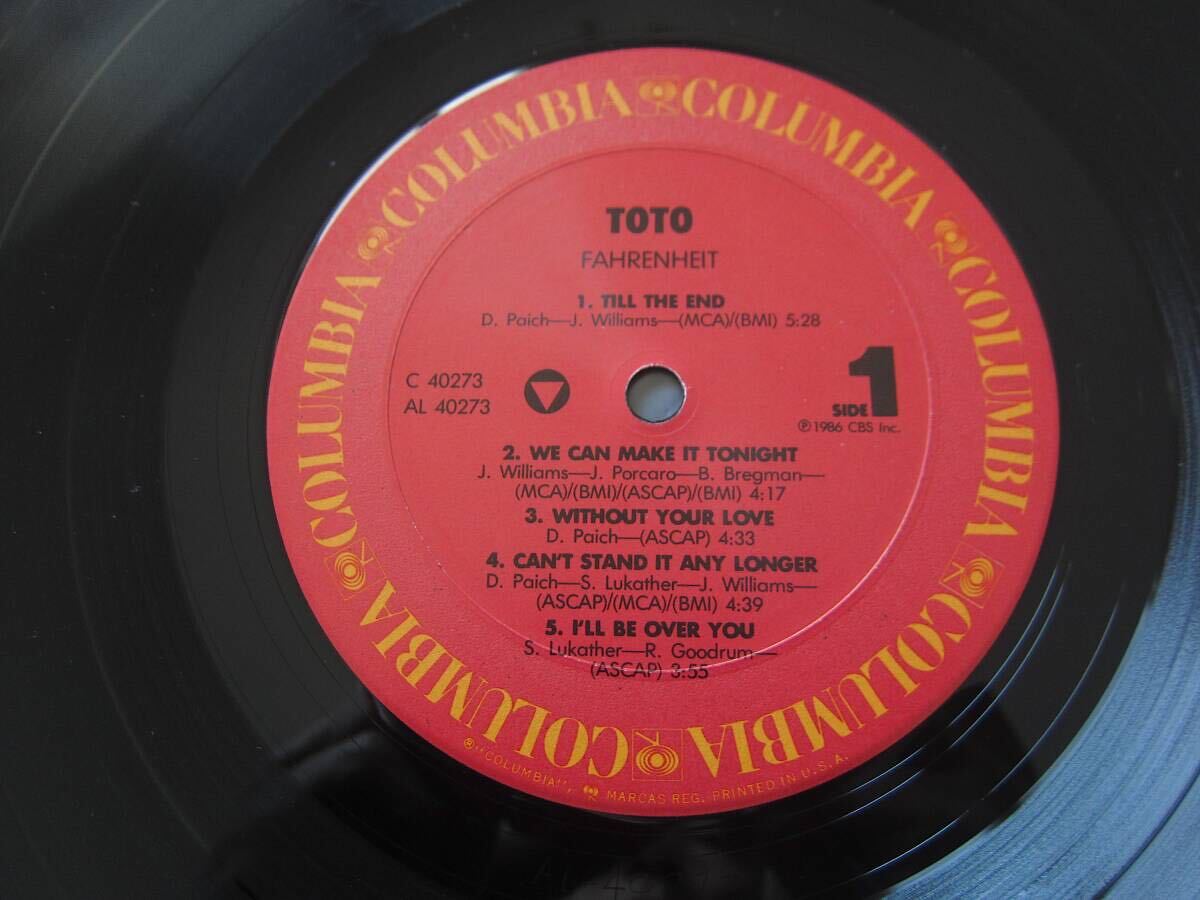 TOTO
FAHRENHEIT
1. TILL THE END
D. Paich—J. Williams—(MCA)/(BMI) 5:28
C 40273
AL 40273
SIDE 1
℗1986 CBS Inc.
2. WE CAN MAKE IT TONIGHT
J. Williams—J. Porcaro—B. Bregman—
(MCA)/(BMI)/(ASCAP)/(BMI) 4:17
3. WITHOUT YOUR LOVE
D. Paich—(ASCAP) 4:33
4. CAN'T STAND IT ANY LONGER
D. Paich—S. Lukather—J. Williams—
(ASCAP)/(MCA)/(BMI) 4:39
5. I'LL BE OVER YOU
S. Lukather—R. Goodrum—
(ASCAP) 3:55
COLUMBIA COLUMBIA COLUMBIA COLUMBIA COLUMBIA COLUMBIA COLUMBIA COLUMBIA
®"COLUMBIA", MARCAS REG. PRINTED IN U.S.A.